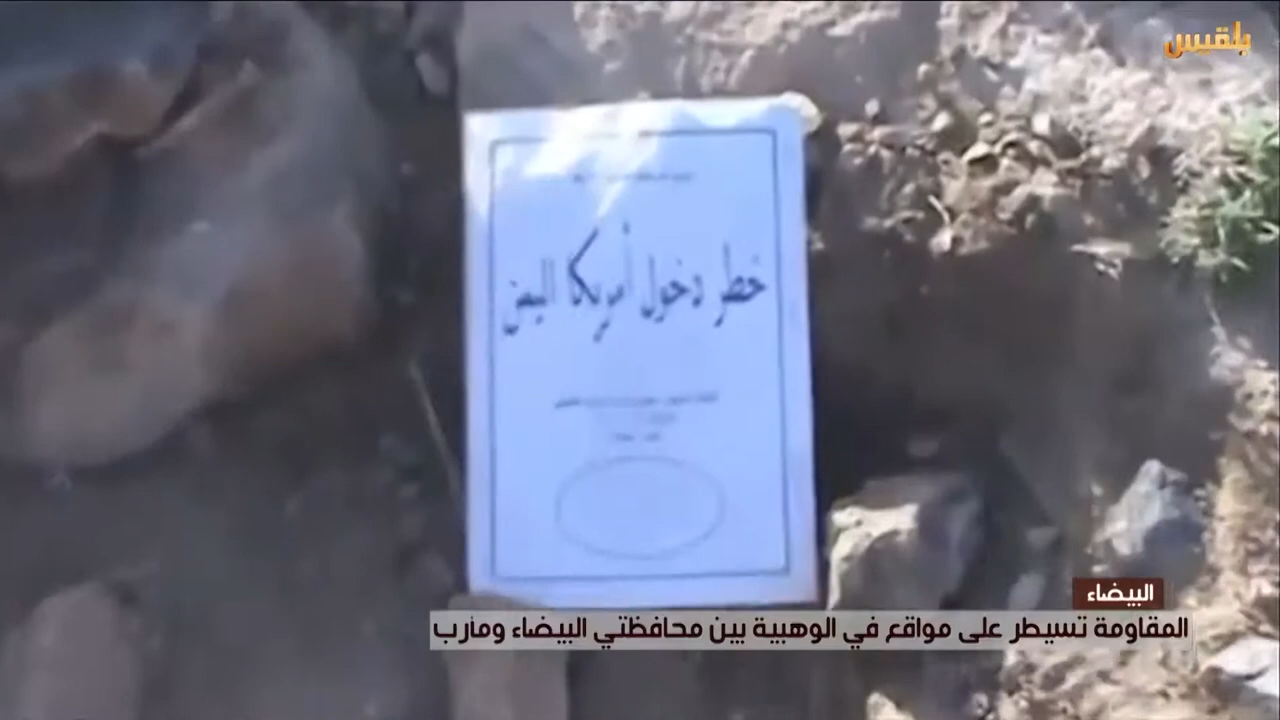 بلقيس
خطر دخول أمريكا اليمن
البيضاء
المقاومة تسيطر على مواقع في الوهبية بين محافظتي البيضاء ومأرب